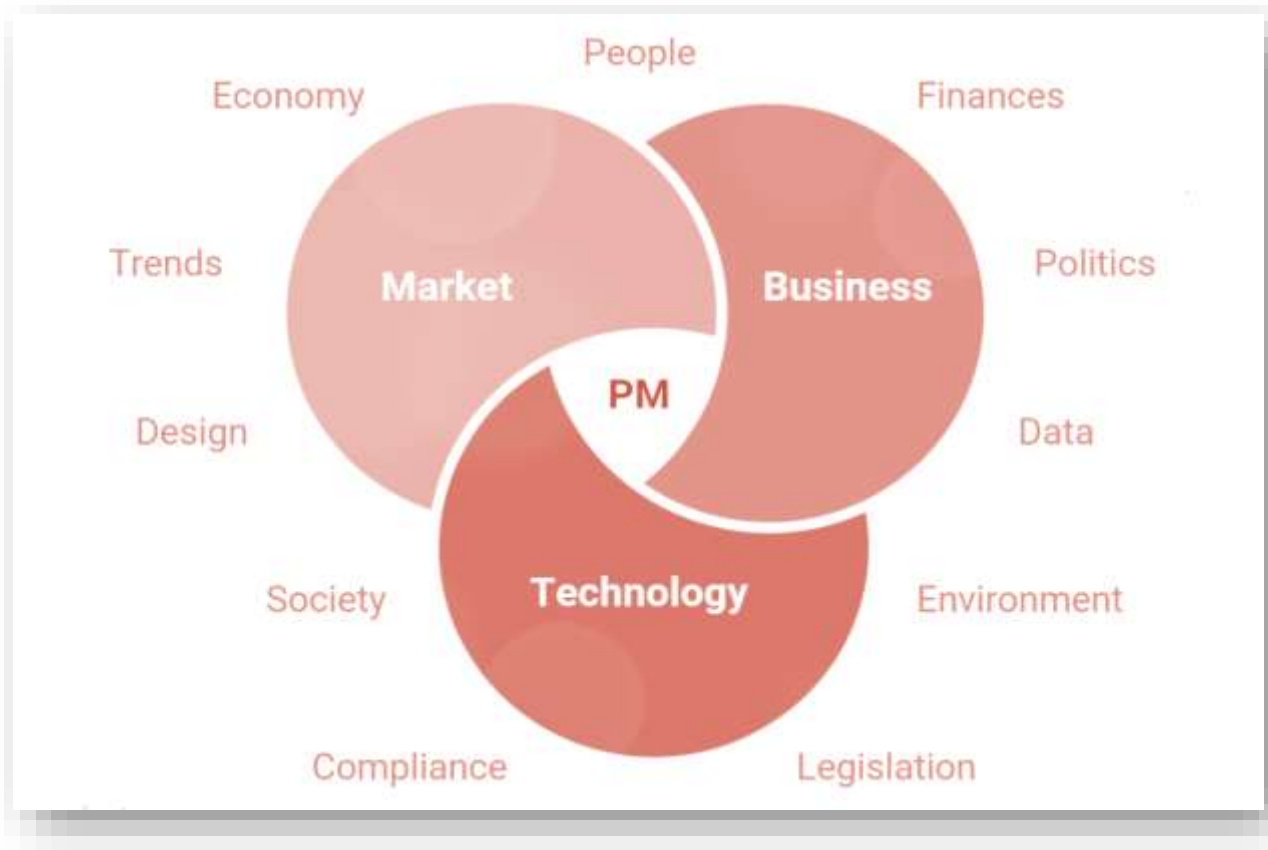 People
Economy
Finances
Trends
Politics
Market
Business
PM
Design
Data
Society
Technology
Environment
Compliance
Legislation